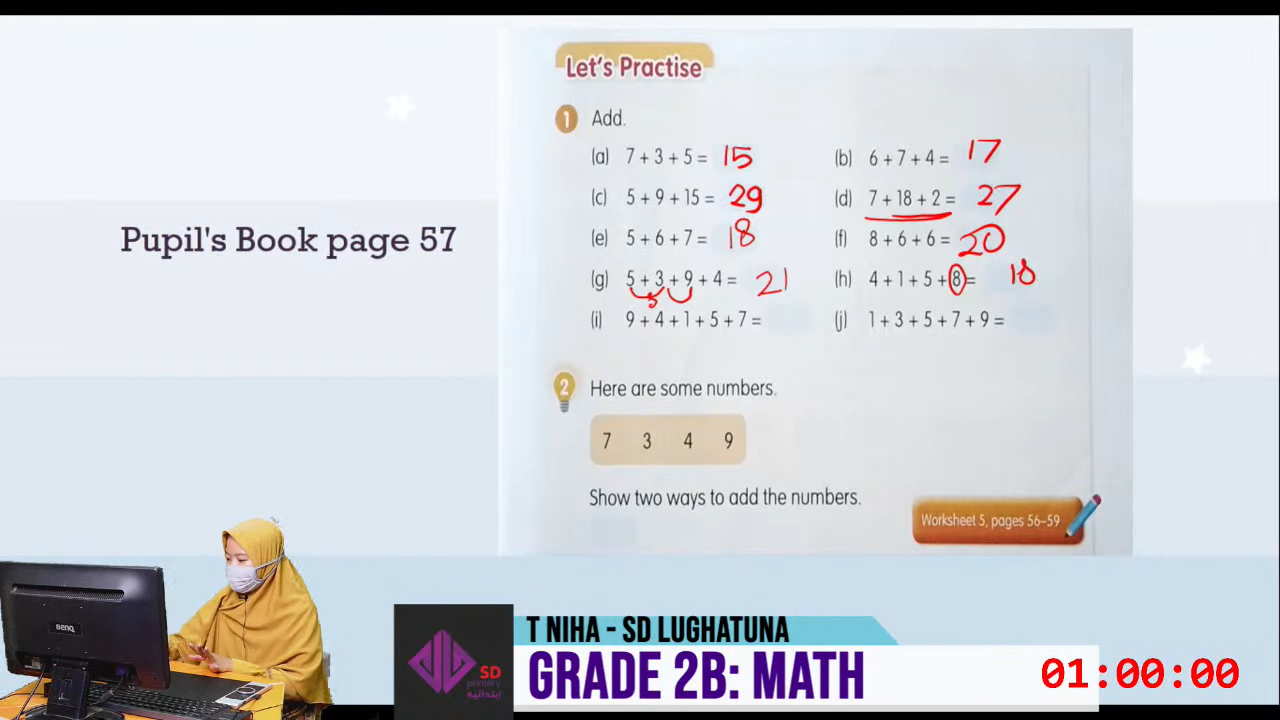 Let's Practise
1 Add.
(a) 7 + 3 + 5 = 15
(b) 6 + 7 + 4 = 17
(c) 5 + 9 + 15 = 29
(d) 7 + 18 + 2 = 27
(e) 5 + 6 + 7 = 18
(f) 8 + 6 + 6 = 20
(g) 5 + 3 + 9 + 4 = 21
(h) 4 + 1 + 5 + 8 = 18
(i) 9 + 4 + 1 + 5 + 7 =
(j) 1 + 3 + 5 + 7 + 9 =
Pupil's Book page 57
2 Here are some numbers.
7 3 4 9
Show two ways to add the numbers.
Worksheet 5, pages 56–59
BenQ
SD
primary
ابتدائية
T NIHA - SD LUGHATUNA
GRADE 2B: MATH
01:00:00